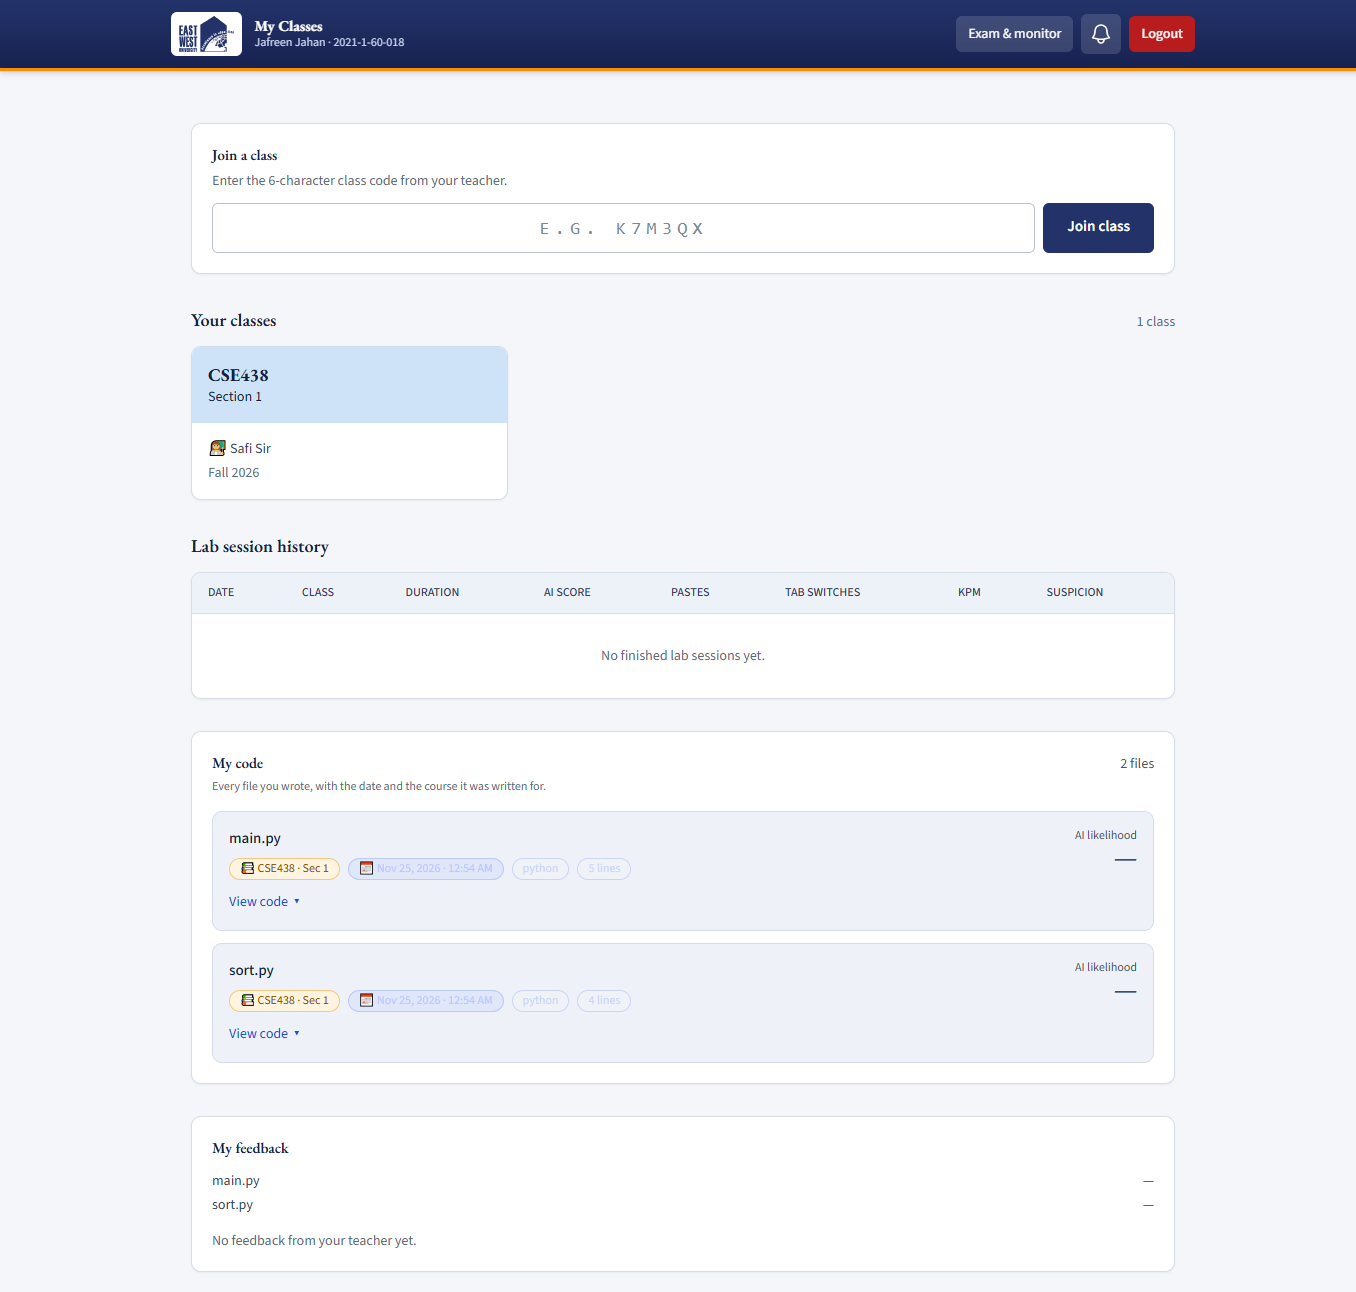 EAST
WEST
UNIVERSITY
My Classes
Jafreen Jahan · 2021-1-60-018
Exam & monitor
Logout
Join a class
Enter the 6-character class code from your teacher.
E.G. K7M3QX
Join class
Your classes
1 class
CSE438
Section 1
Safi Sir
Fall 2026
Lab session history
DATE CLASS DURATION AI SCORE PASTES TAB SWITCHES KPM SUSPICION
No finished lab sessions yet.
My code
2 files
Every file you wrote, with the date and the course it was written for.
main.py
AI likelihood
—
CSE438 · Sec 1 Nov 25, 2026 · 12:54 AM python 5 lines
View code ▾
sort.py
AI likelihood
—
CSE438 · Sec 1 Nov 25, 2026 · 12:54 AM python 4 lines
View code ▾
My feedback
main.py —
sort.py —
No feedback from your teacher yet.